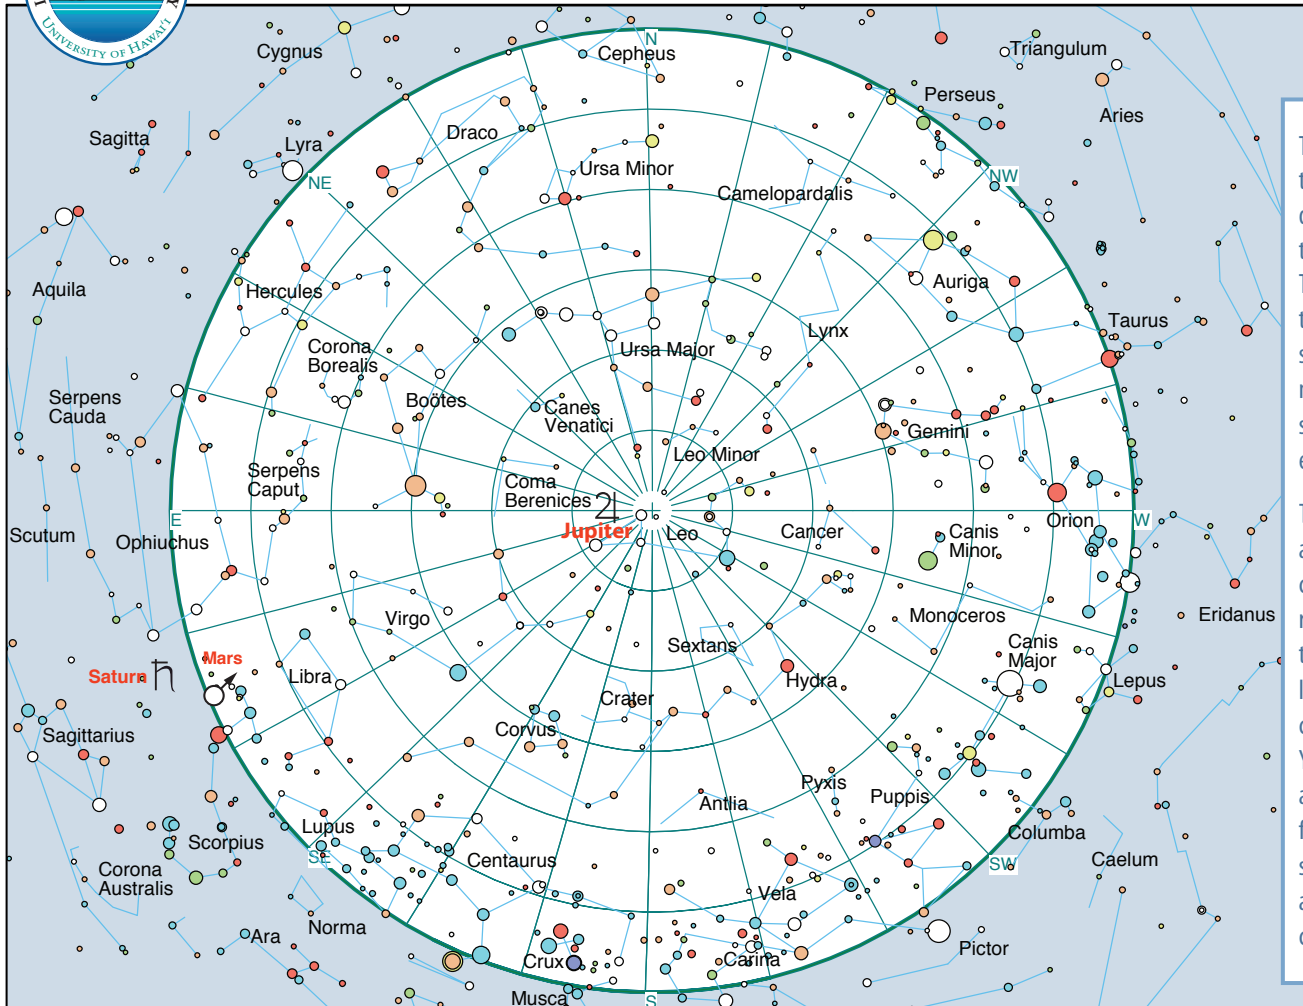 UNIVERSITY OF HAWAI'I
Cygnus
N
Cepheus
Triangulum
Perseus
Aries
Sagitta
Lyra
Draco
Ursa Minor
Camelopardalis
NE
NW
Aquila
Hercules
Auriga
Taurus
Lynx
Corona
Borealis
Ursa Major
Serpens
Cauda
Boötes
Canes
Venatici
Gemini
Leo Minor
Serpens
Caput
Coma
Berenices
Jupiter
E
W
Orion
Scutum
Ophiuchus
Leo
Cancer
Canis
Minor
Virgo
Monoceros
Eridanus
Sextans
Canis
Major
Mars
Saturn
Libra
Hydra
Lepus
Crater
Sagittarius
Corvus
Pyxis
Puppis
Antlia
Scorpius
Lupus
Columba
SE
SW
Centaurus
Caelum
Corona
Australis
Vela
Norma
Ara
Pictor
Crux
Carina
Musca
S